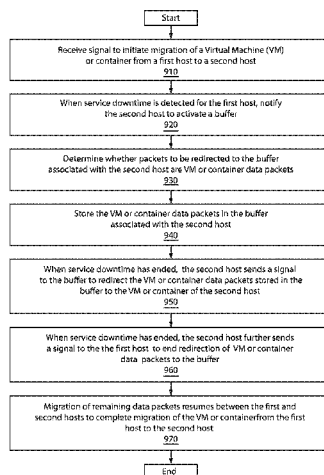 Start
Receive signal to initiate migration of a Virtual Machine (VM)
or container from a first host to a second host
910
When service downtime is detected for the first host, notify
the second host to activate a buffer
920
Determine whether packets to be redirected to the buffer
associated with the second host are VM or container data packets
930
Store the VM or container data packets in the buffer
associated with the second host
940
When service downtime has ended, the second host sends a signal
to the buffer to redirect the VM or container data packets stored in the
buffer to the VM or container of the second host
950
When service downtime has ended, the second host further sends
a signal to the the first host to end redirection of VM or container
data packets to the buffer
960
Migration of remaining data packets resumes between the first and
second hosts to complete migration of the VM or containerfrom the first
host to the second host
970
End